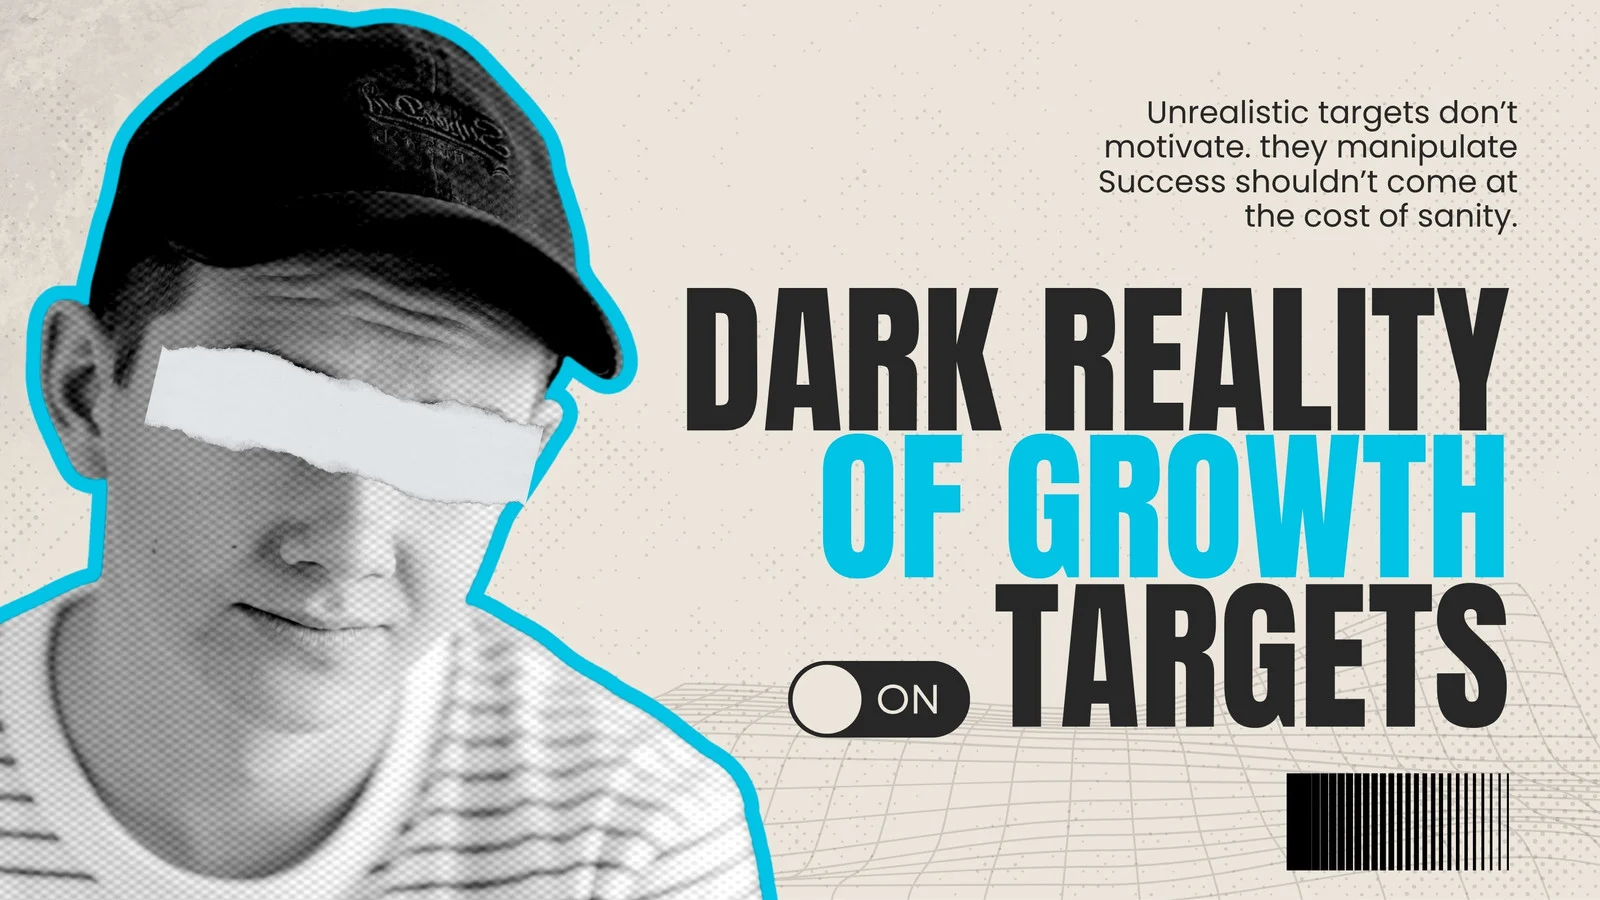 Unrealistic targets don’t
motivate. they manipulate
Success shouldn’t come at
the cost of sanity.
DARK REALITY
OF GROWTH
TARGETS
ON